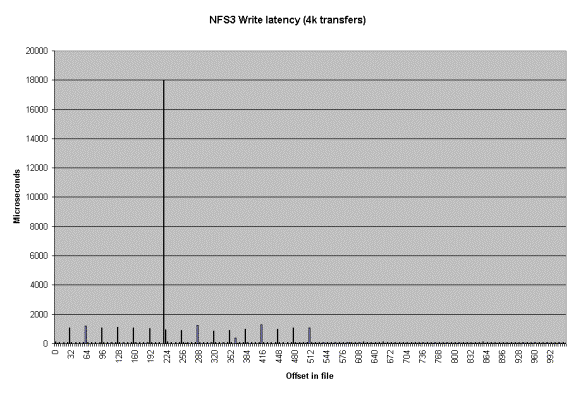 NFS3 Write latency (4k transfers)
20000
18000
16000
14000
12000
10000
8000
6000
4000
2000
0
Microseconds
0 32 64 96 128 160 192 224 256 288 320 352 384 416 448 480 512 544 576 608 640 672 704 736 768 800 832 864 896 928 960 992
Offset in file